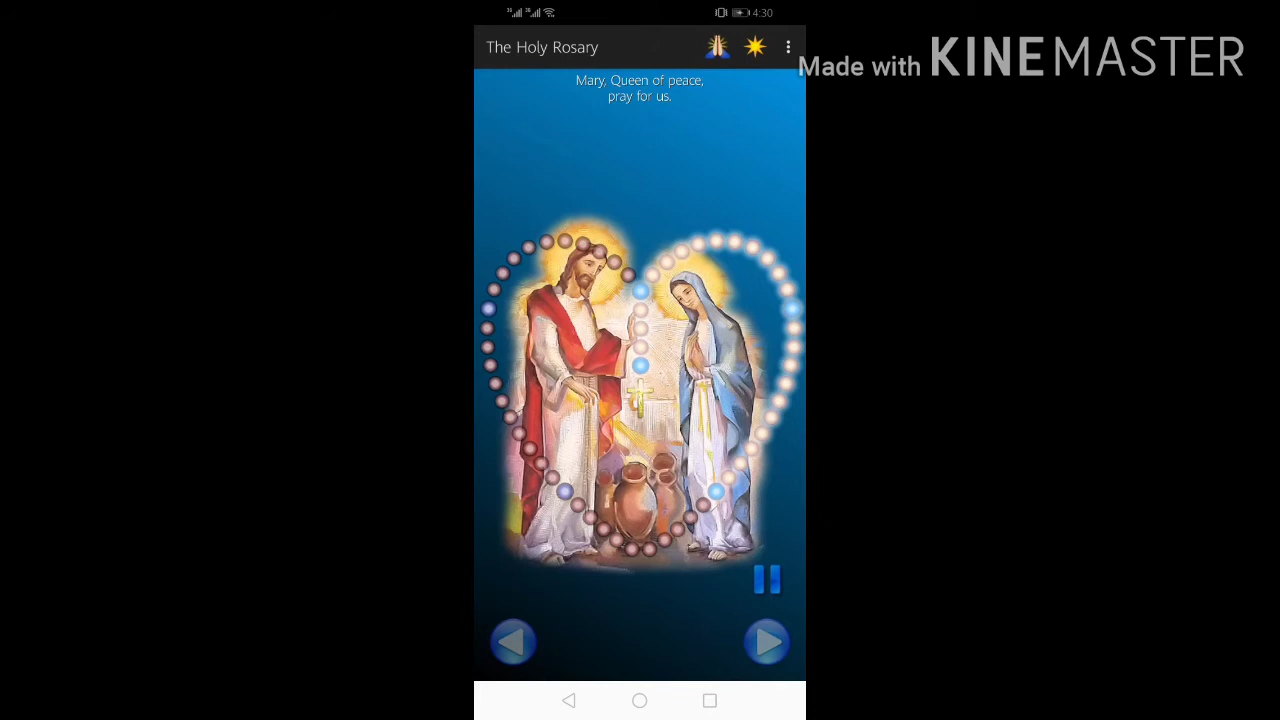 4:30
The Holy Rosary
Made with KINEMASTER
Mary, Queen of peace,
pray for us.